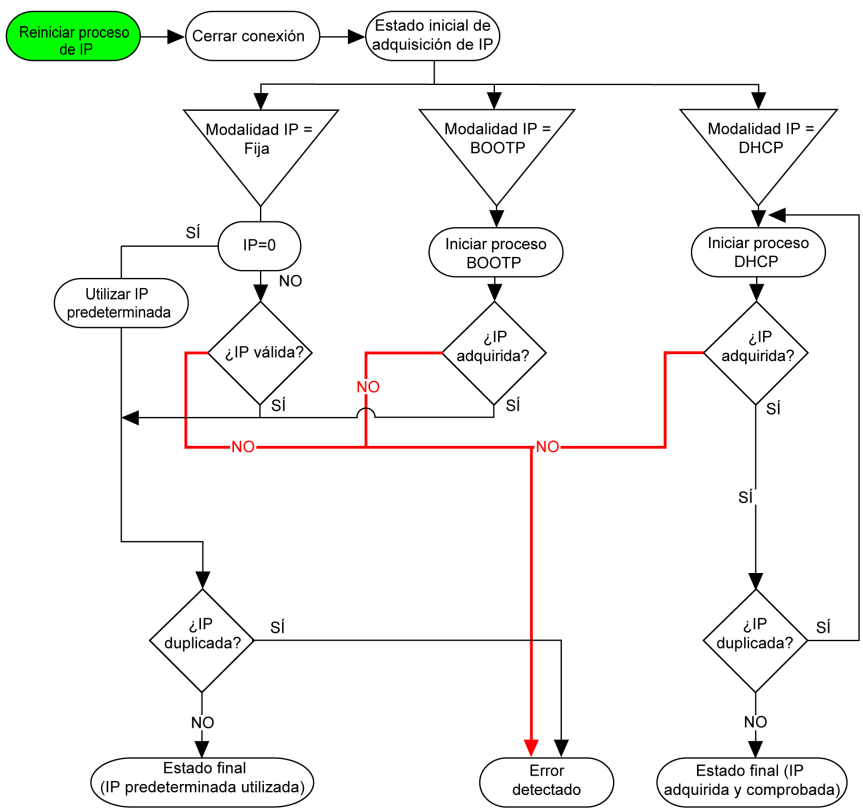 Reiniciar proceso
de IP
Cerrar conexión
Estado inicial de
adquisición de IP
Modalidad IP =
Fija
Modalidad IP =
BOOTP
Modalidad IP =
DHCP
SÍ
IP=0
Iniciar proceso
BOOTP
Iniciar proceso
DHCP
NO
Utilizar IP
predeterminada
¿IP válida?
¿IP
adquirida?
¿IP
adquirida?
NO
SÍ
SÍ
SÍ
NO
NO
SÍ
¿IP
duplicada?
SÍ
¿IP
duplicada?
SÍ
NO
NO
Estado final
(IP predeterminada utilizada)
Error
detectado
Estado final (IP
adquirida y comprobada)